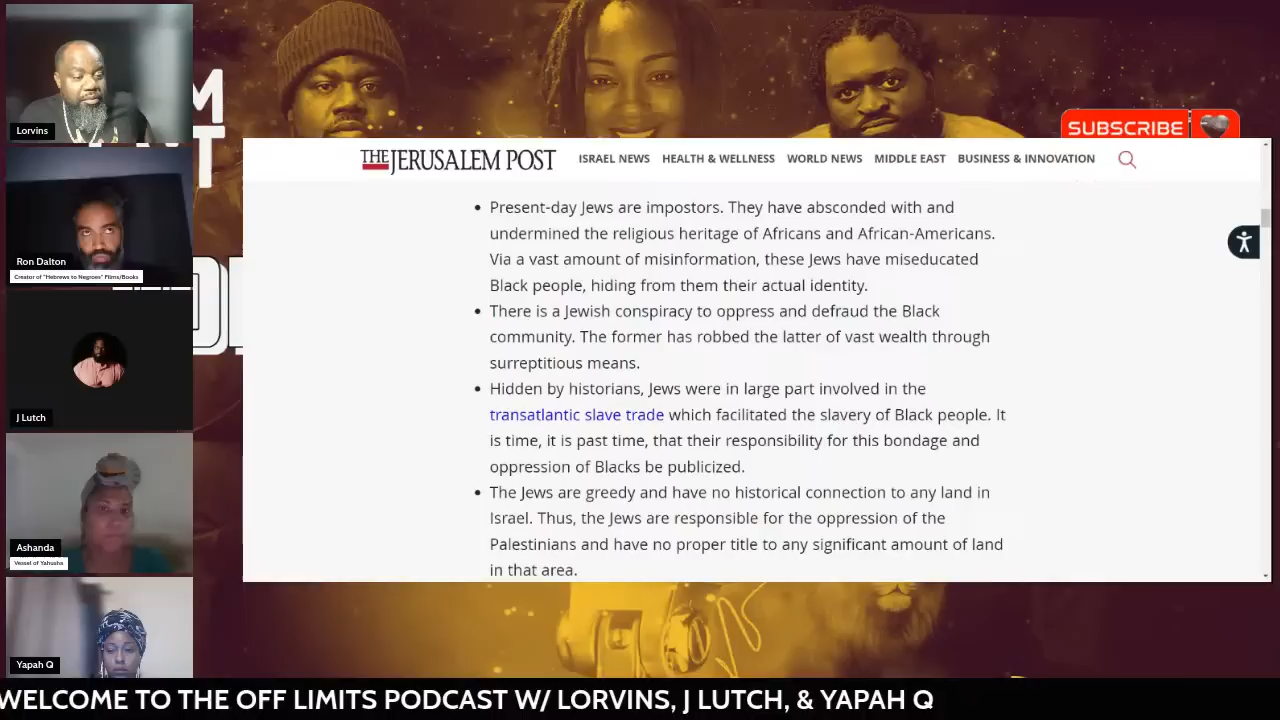 Lorvins
Ron Dalton
Creator of "Hebrews to Negroes" Films/Books
J Lutch
Ashanda
Vessel of Yahusha
Yapah Q
SUBSCRIBE
THE JERUSALEM POST
ISRAEL NEWS HEALTH & WELLNESS WORLD NEWS MIDDLE EAST BUSINESS & INNOVATION
• Present-day Jews are impostors. They have absconded with and
undermined the religious heritage of Africans and African-Americans.
Via a vast amount of misinformation, these Jews have miseducated
Black people, hiding from them their actual identity.
• There is a Jewish conspiracy to oppress and defraud the Black
community. The former has robbed the latter of vast wealth through
surreptitious means.
• Hidden by historians, Jews were in large part involved in the
transatlantic slave trade which facilitated the slavery of Black people. It
is time, it is past time, that their responsibility for this bondage and
oppression of Blacks be publicized.
• The Jews are greedy and have no historical connection to any land in
Israel. Thus, the Jews are responsible for the oppression of the
Palestinians and have no proper title to any significant amount of land
in that area.
WELCOME TO THE OFF LIMITS PODCAST W/ LORVINS, J LUTCH, & YAPAH Q